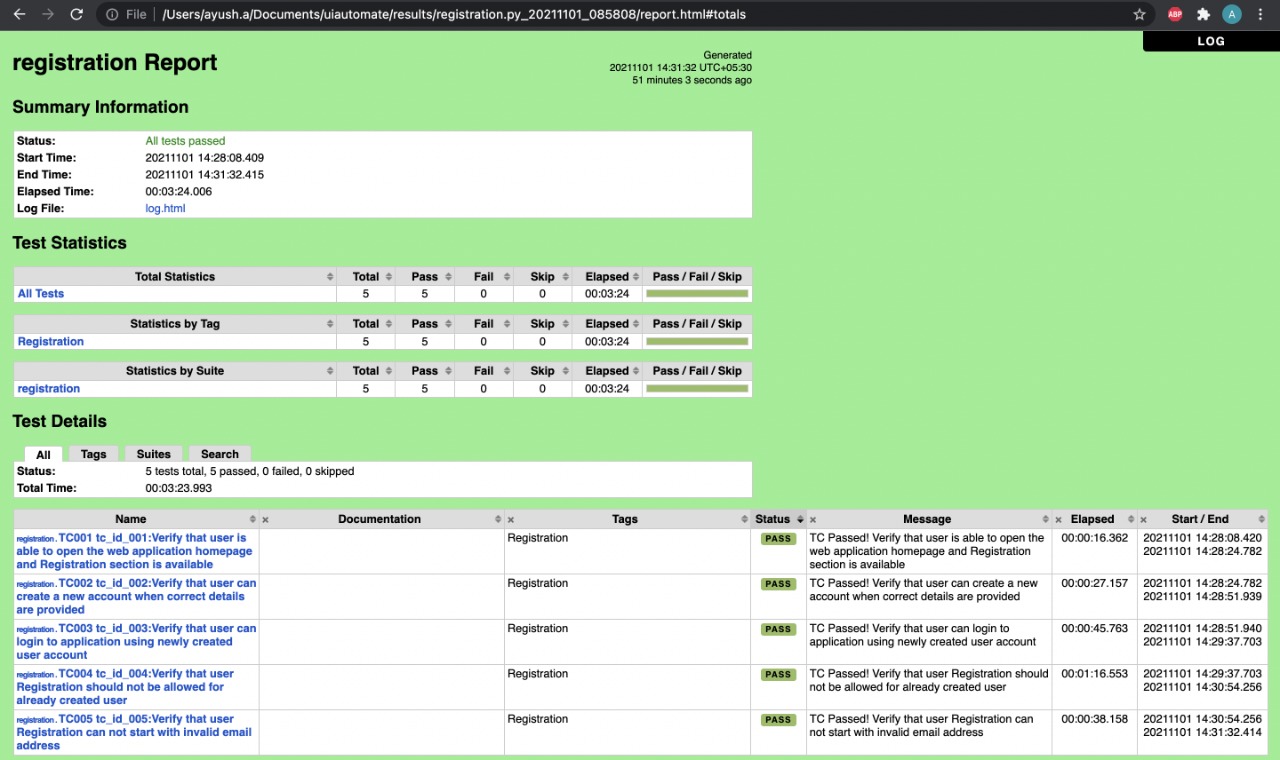 File
/Users/ayush.a/Documents/uiautomate/results/registration.py_20211101_085808/report.html#totals
ABP
A
LOG
registration Report
Generated
20211101 14:31:32 UTC+05:30
51 minutes 3 seconds ago
Summary Information
Status: All tests passed
Start Time: 20211101 14:28:08.409
End Time: 20211101 14:31:32.415
Elapsed Time: 00:03:24.006
Log File: log.html
Test Statistics
Total Statistics Total Pass Fail Skip Elapsed Pass / Fail / Skip
All Tests 5 5 0 0 00:03:24
Statistics by Tag Total Pass Fail Skip Elapsed Pass / Fail / Skip
Registration 5 5 0 0 00:03:24
Statistics by Suite Total Pass Fail Skip Elapsed Pass / Fail / Skip
registration 5 5 0 0 00:03:24
Test Details
All Tags Suites Search
Status: 5 tests total, 5 passed, 0 failed, 0 skipped
Total Time: 00:03:23.993
Name × Documentation × Tags Status × Message × Elapsed × Start / End
registration.TC001 tc_id_001:Verify that user is
able to open the web application homepage
and Registration section is available
Registration
PASS
TC Passed! Verify that user is able to open the
web application homepage and Registration
section is available
00:00:16.362
20211101 14:28:08.420
20211101 14:28:24.782
registration.TC002 tc_id_002:Verify that user can
create a new account when correct details
are provided
Registration
PASS
TC Passed! Verify that user can create a new
account when correct details are provided
00:00:27.157
20211101 14:28:24.782
20211101 14:28:51.939
registration.TC003 tc_id_003:Verify that user can
login to application using newly created
user account
Registration
PASS
TC Passed! Verify that user can login to
application using newly created user account
00:00:45.763
20211101 14:28:51.940
20211101 14:29:37.703
registration.TC004 tc_id_004:Verify that user
Registration should not be allowed for
already created user
Registration
PASS
TC Passed! Verify that user Registration should
not be allowed for already created user
00:01:16.553
20211101 14:29:37.703
20211101 14:30:54.256
registration.TC005 tc_id_005:Verify that user
Registration can not start with invalid email
address
Registration
PASS
TC Passed! Verify that user Registration can
not start with invalid email address
00:00:38.158
20211101 14:30:54.256
20211101 14:31:32.414